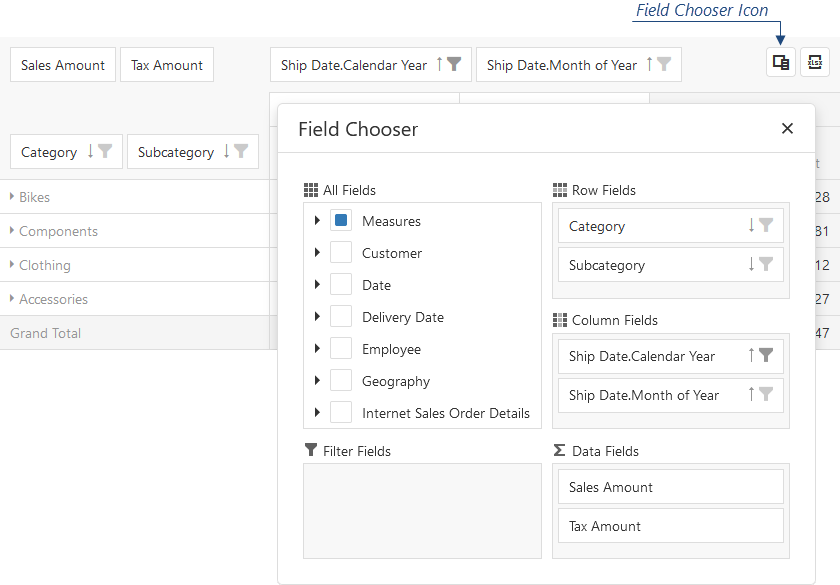 Field Chooser Icon
Sales Amount Tax Amount Ship Date.Calendar Year Ship Date.Month of Year XLSX
Field Chooser
Category Subcategory
t
All Fields Row Fields
Bikes 28
Measures Category
Components 81
Customer
Clothing 12
Subcategory
Date
Accessories 27
Delivery Date Column Fields
Grand Total 47
Employee Ship Date.Calendar Year
Geography Ship Date.Month of Year
Internet Sales Order Details
Filter Fields Data Fields
Sales Amount
Tax Amount